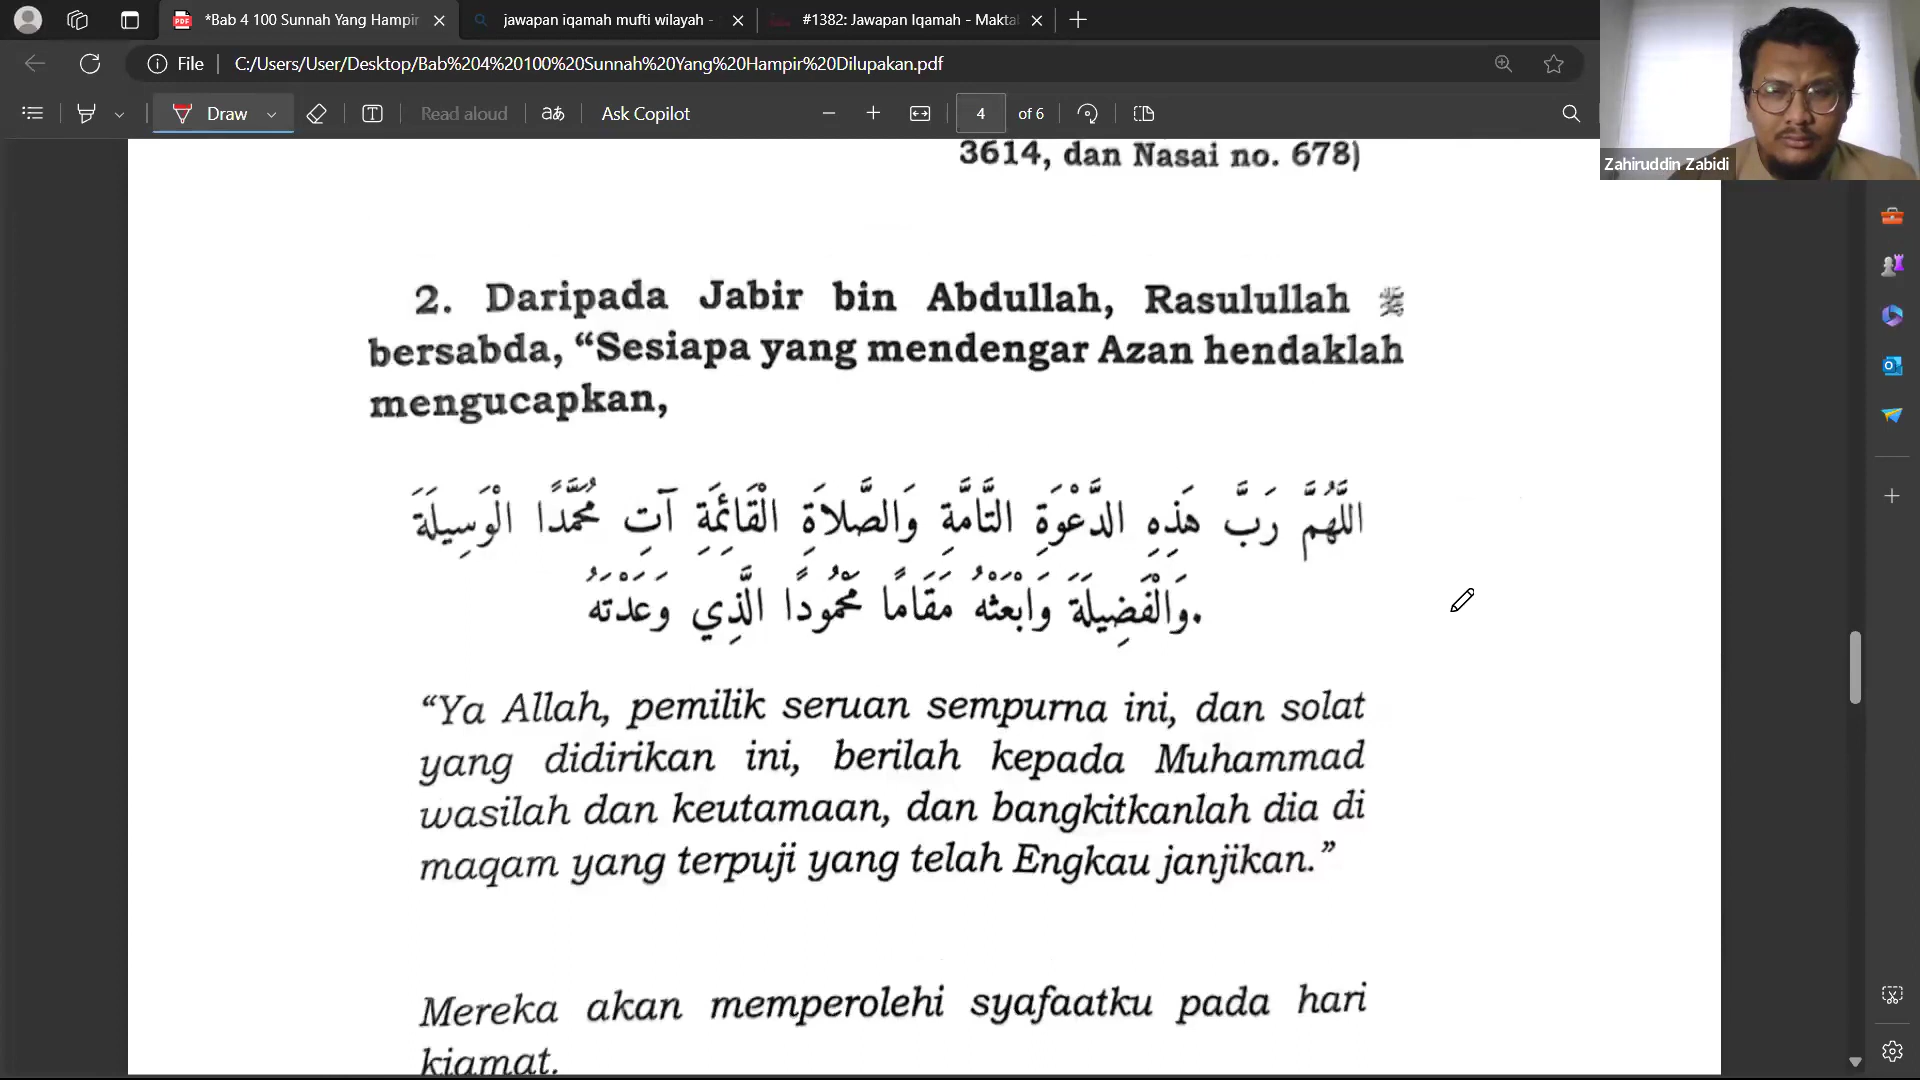 *Bab 4 100 Sunnah Yang Hampir
jawapan iqamah mufti wilayah -
#1382: Jawapan Iqamah - Makta
File
C:/Users/User/Desktop/Bab%204%20100%20Sunnah%20Yang%20Hampir%20Dilupakan.pdf
Draw
Read aloud
aあ
Ask Copilot
4 of 6
Zahiruddin Zabidi
3614, dan Nasai no. 678)
2. Daripada Jabir bin Abdullah, Rasulullah ﷺ
bersabda, “Sesiapa yang mendengar Azan hendaklah
mengucapkan,
اللَّهُمَّ رَبَّ هَذِهِ الدَّعْوَةِ التَّامَّةِ وَالصَّلاَةِ الْقَائِمَةِ آتِ مُحَمَّدًا الْوَسِيلَةَ
وَالْفَضِيلَةَ وَابْعَثْهُ مَقَامًا مَحْمُودًا الَّذِي وَعَدْتَهُ.
“Ya Allah, pemilik seruan sempurna ini, dan solat
yang didirikan ini, berilah kepada Muhammad
wasilah dan keutamaan, dan bangkitkanlah dia di
maqam yang terpuji yang telah Engkau janjikan.”
Mereka akan memperolehi syafaatku pada hari
kiamat.